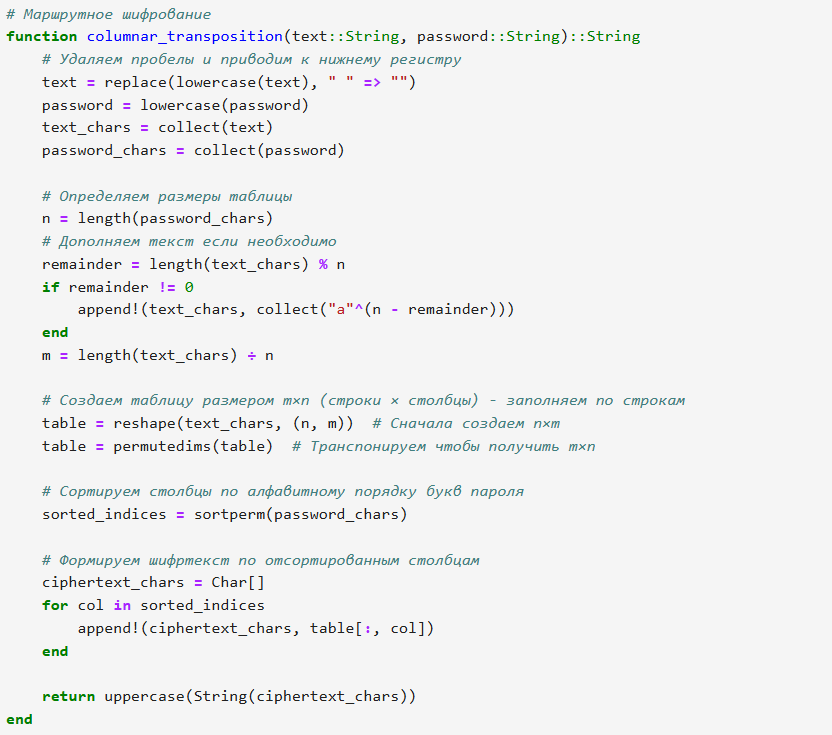 # Маршрутное шифрование
function columnar_transposition(text::String, password::String)::String
    # Удаляем пробелы и приводим к нижнему регистру
    text = replace(lowercase(text), " " => "")
    password = lowercase(password)
    text_chars = collect(text)
    password_chars = collect(password)

    # Определяем размеры таблицы
    n = length(password_chars)
    # Дополняем текст если необходимо
    remainder = length(text_chars) % n
    if remainder != 0
        append!(text_chars, collect("a"^(n - remainder)))
    end
    m = length(text_chars) ÷ n

    # Создаем таблицу размером m×n (строки × столбцы) - заполняем по строкам
    table = reshape(text_chars, (n, m))  # Сначала создаем n×m
    table = permutedims(table)  # Транспонируем чтобы получить m×n

    # Сортируем столбцы по алфавитному порядку букв пароля
    sorted_indices = sortperm(password_chars)

    # Формируем шифртекст по отсортированным столбцам
    ciphertext_chars = Char[]
    for col in sorted_indices
        append!(ciphertext_chars, table[:, col])
    end

    return uppercase(String(ciphertext_chars))
end